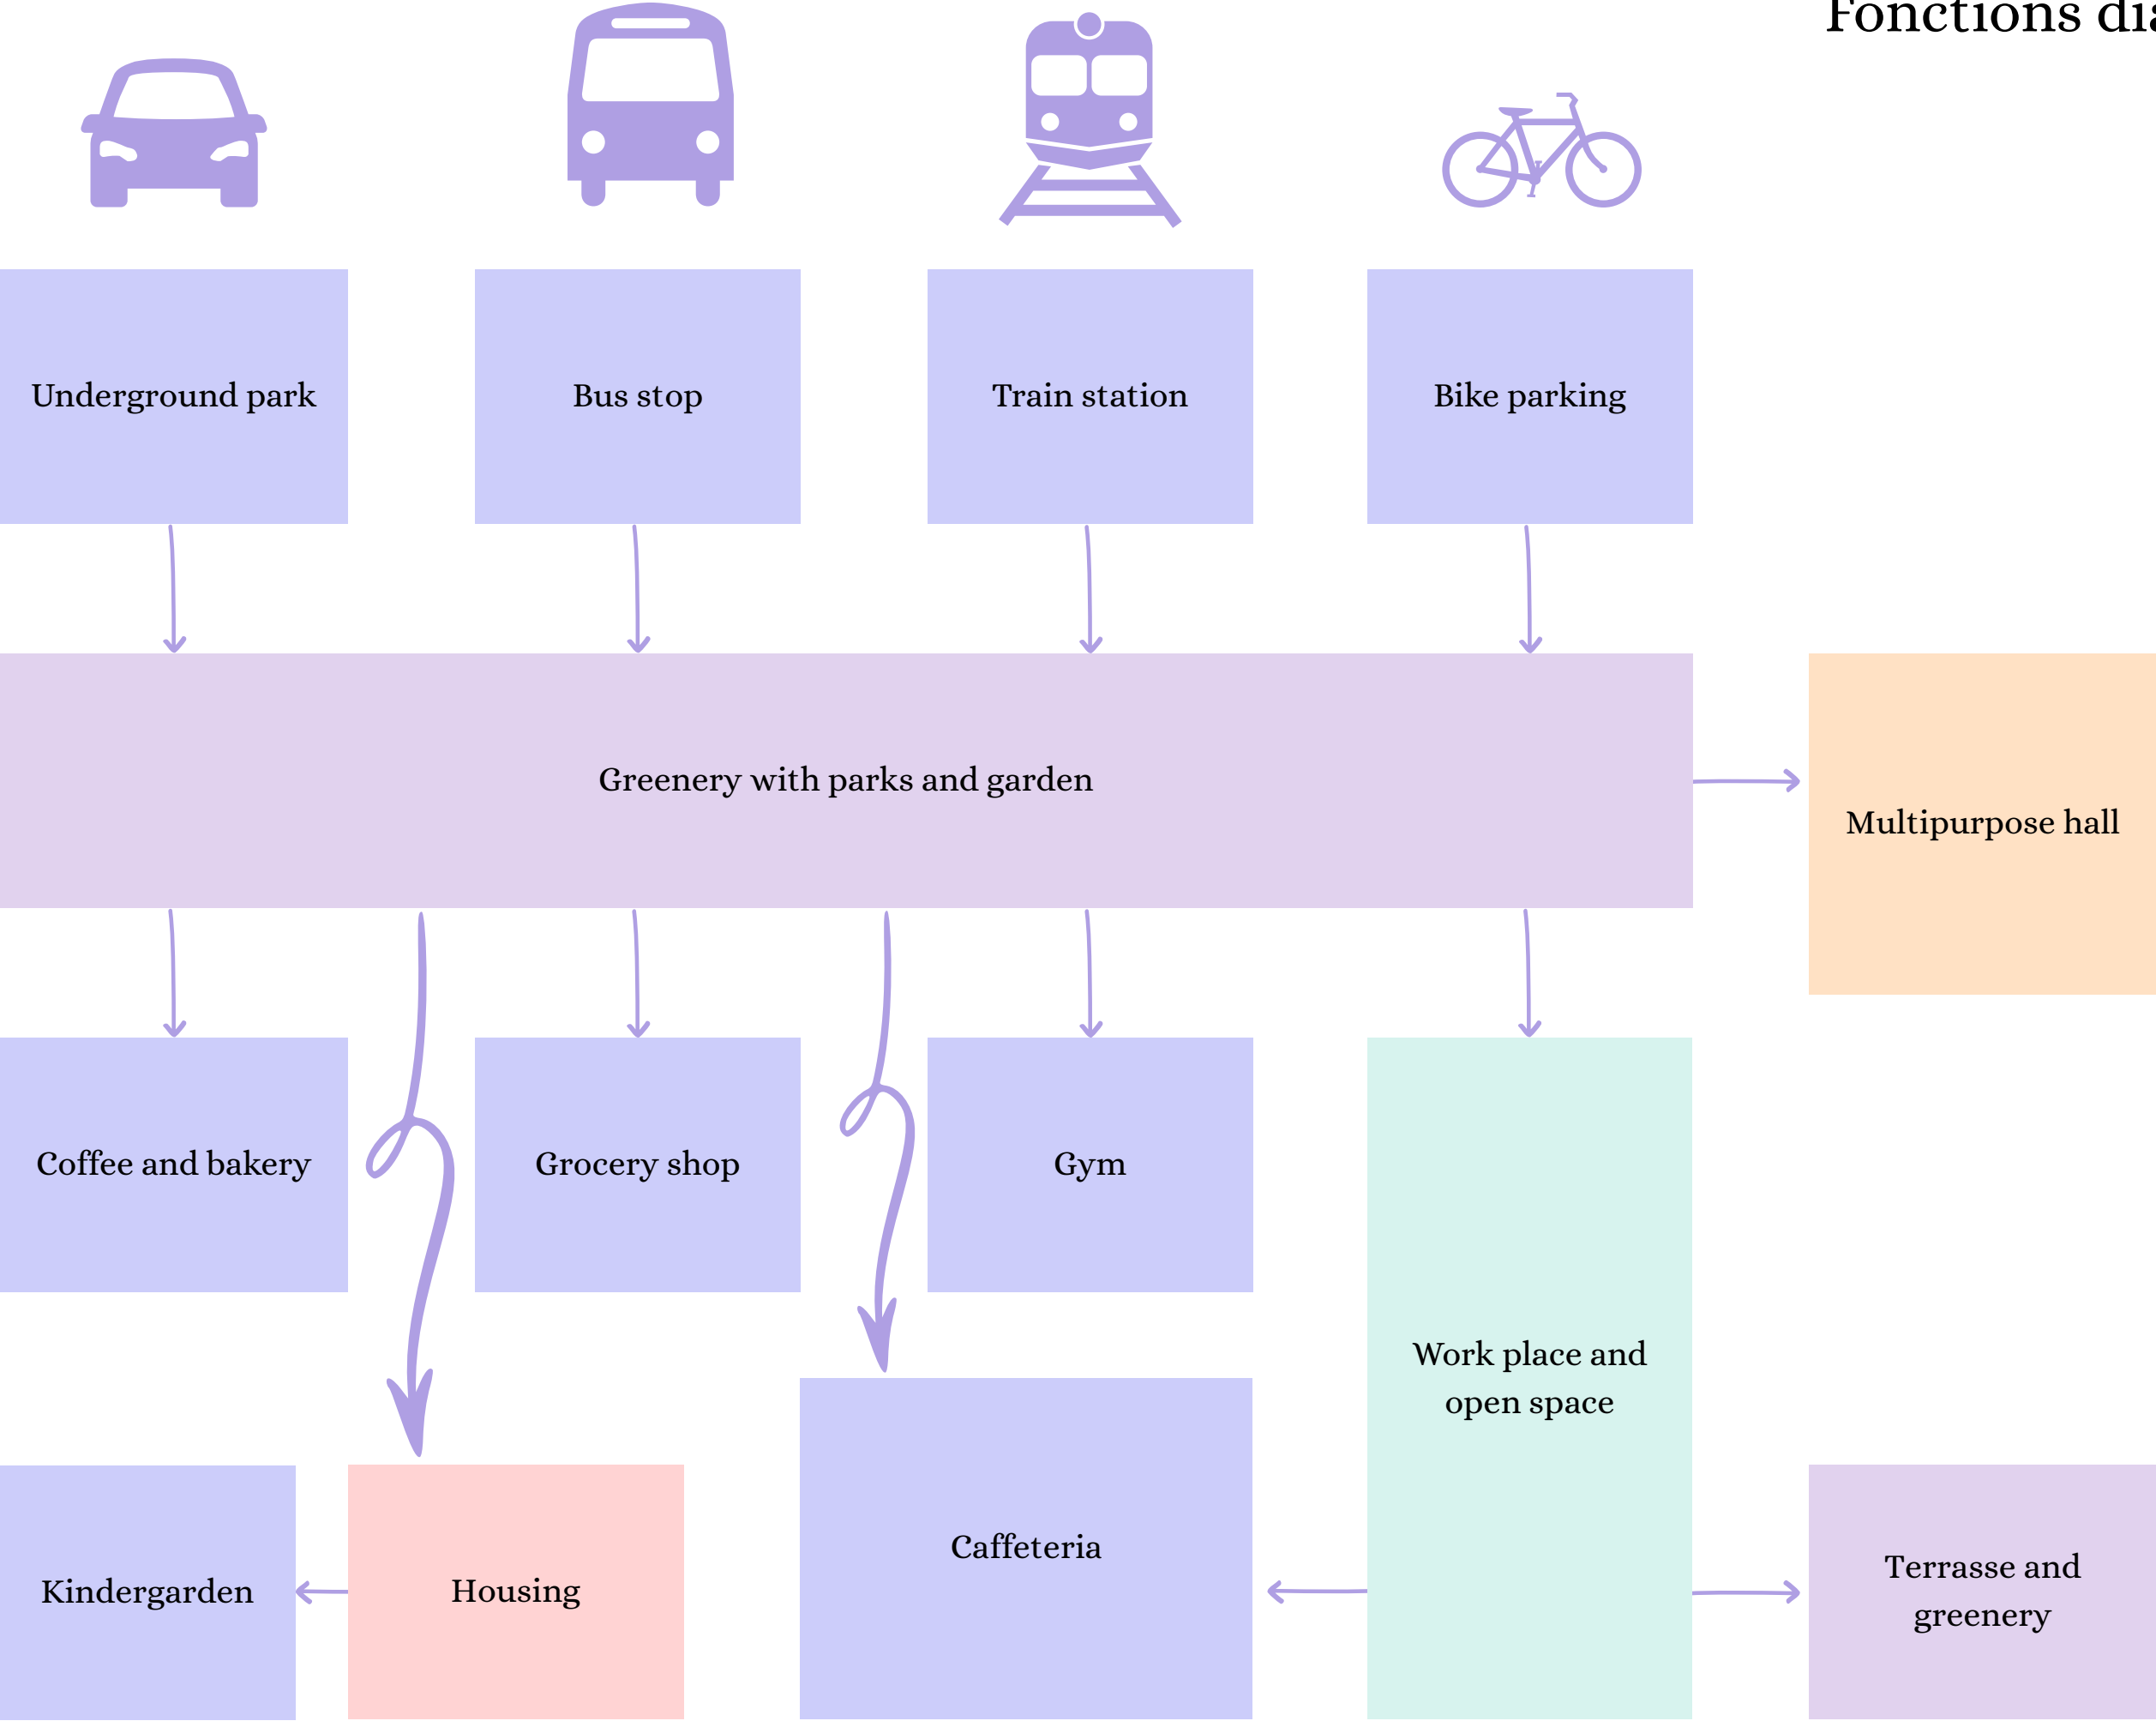 Fonctions
Underground park
Bus stop
Train station
Bike parking
Greenery with parks and garden
Multipurpose hall
Coffee and bakery
Grocery shop
Gym
Work place and
open space
Caffeteria
Kindergarden
Housing
Terrasse and
greenery